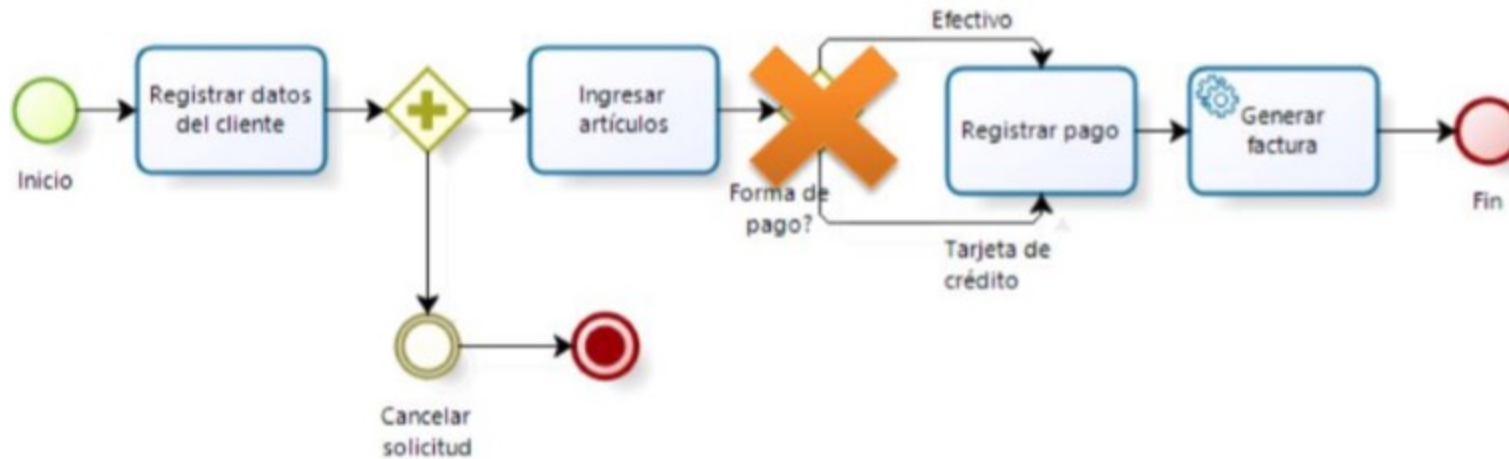 Efectivo
Registrar datos
del cliente
Ingresar
artículos
Registrar pago
Generar
factura
Inicio
Forma de
pago?
Fin
Tarjeta de
crédito
Cancelar
solicitud